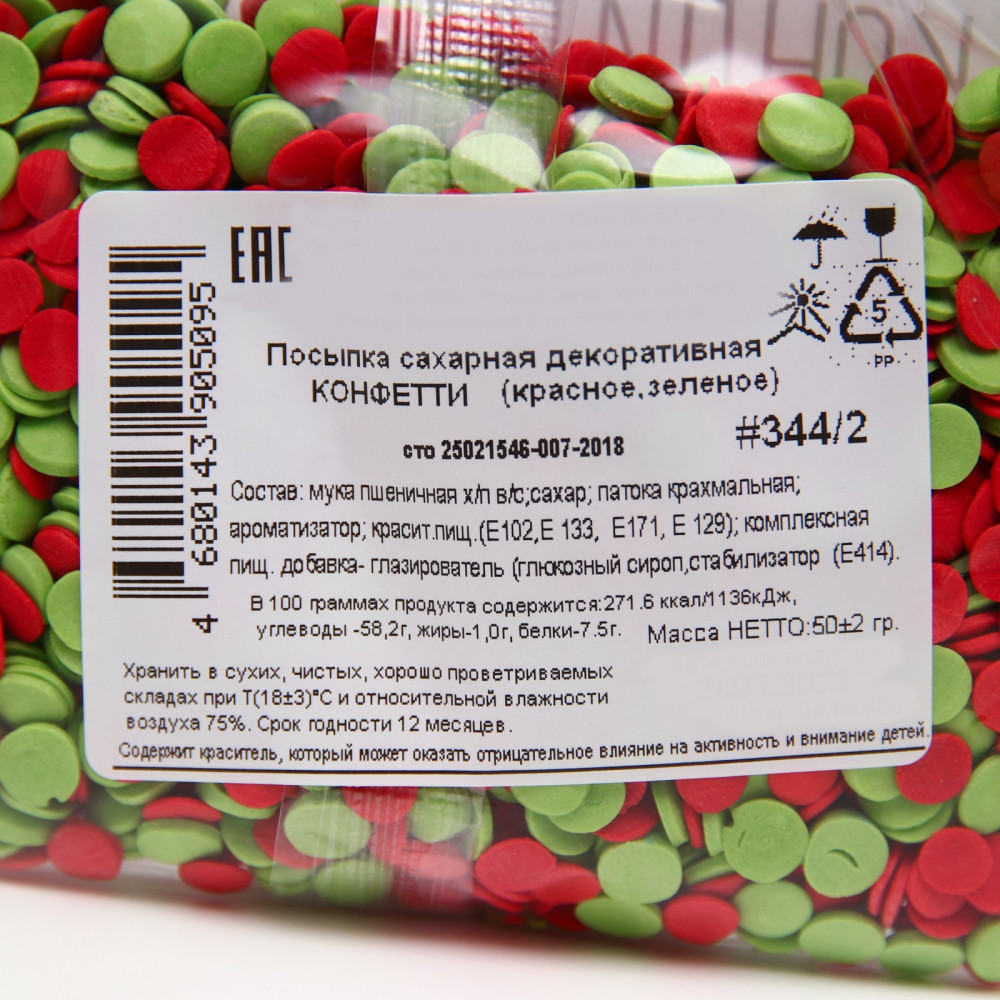 ЕАС
4 680143 905095
5
PP
Посыпка сахарная декоративная
КОНФЕТТИ (красное,зеленое)
#344/2
сто 25021546-007-2018
Состав: мука пшеничная х/п в/с;сахар; патока крахмальная;
ароматизатор; красит.пищ.(Е102,Е 133, Е171, Е 129); комплексная
пищ. добавка- глазирователь (глюкозный сироп,стабилизатор (Е414).
В 100 граммах продукта содержится:271.6 ккал/1136кДж,
углеводы -58,2г, жиры-1,0г, белки-7.5г.
Масса НЕТТО:50±2 гр.
Хранить в сухих, чистых, хорошо проветриваемых
складах при Т(18±3)°С и относительной влажности
воздуха 75%. Срок годности 12 месяцев.
Содержит краситель, который может оказать отрицательное влияние на активность и внимание детей.